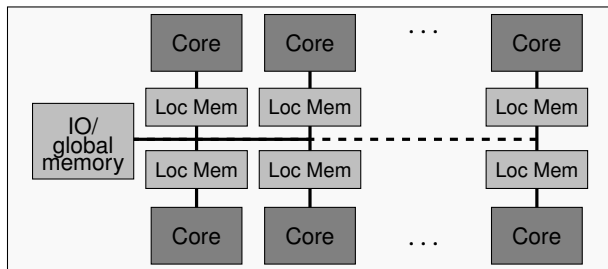 Core Core ... Core
Loc Mem Loc Mem Loc Mem
IO/
global
memory
Loc Mem Loc Mem Loc Mem
Core Core ... Core